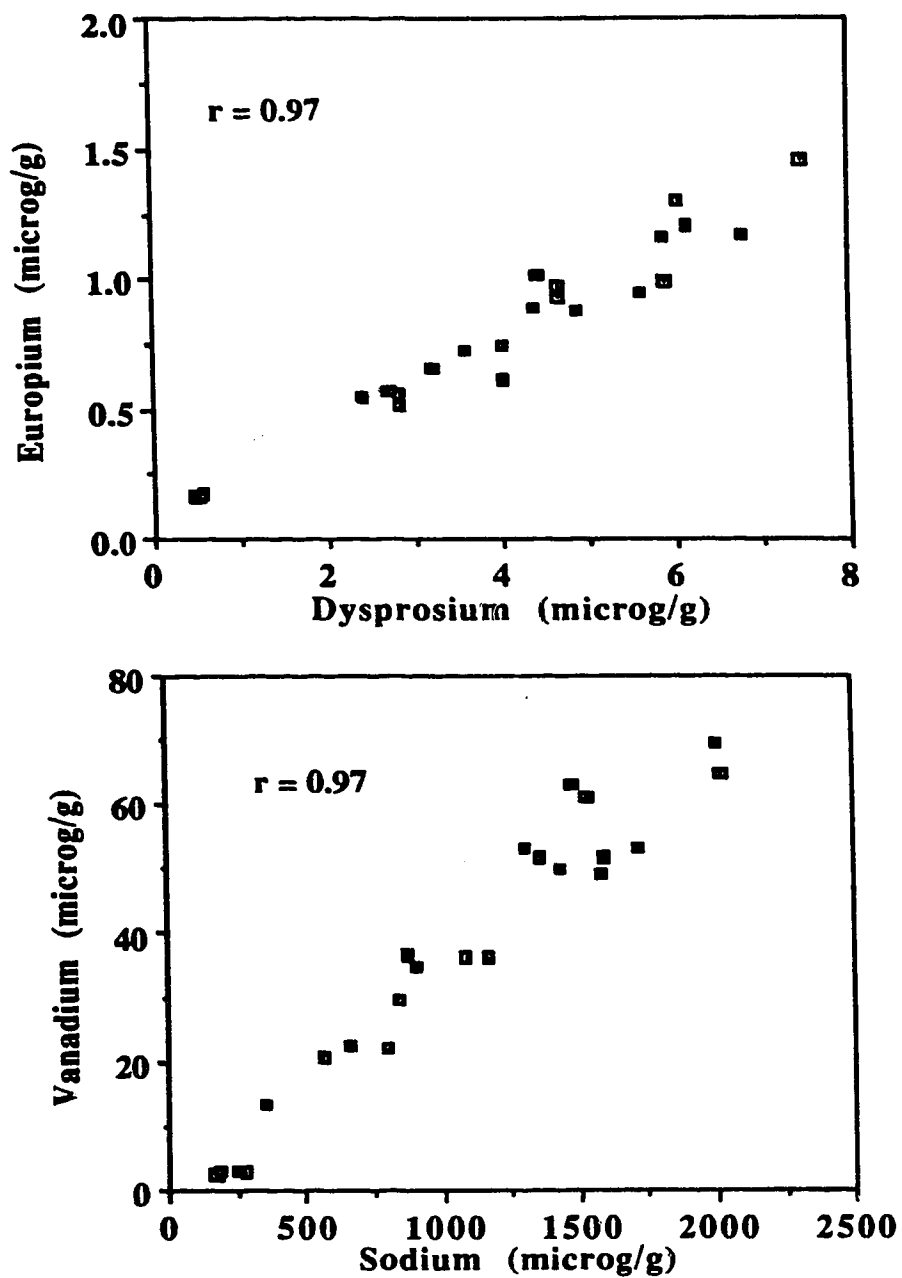 2.0
r = 0.97
1.5
1.0
0.5
0.0
Europium (microg/g)
0 2 4 6 8
Dysprosium (microg/g)
80
r = 0.97
60
40
20
0
Vanadium (microg/g)
0 500 1000 1500 2000 2500
Sodium (microg/g)